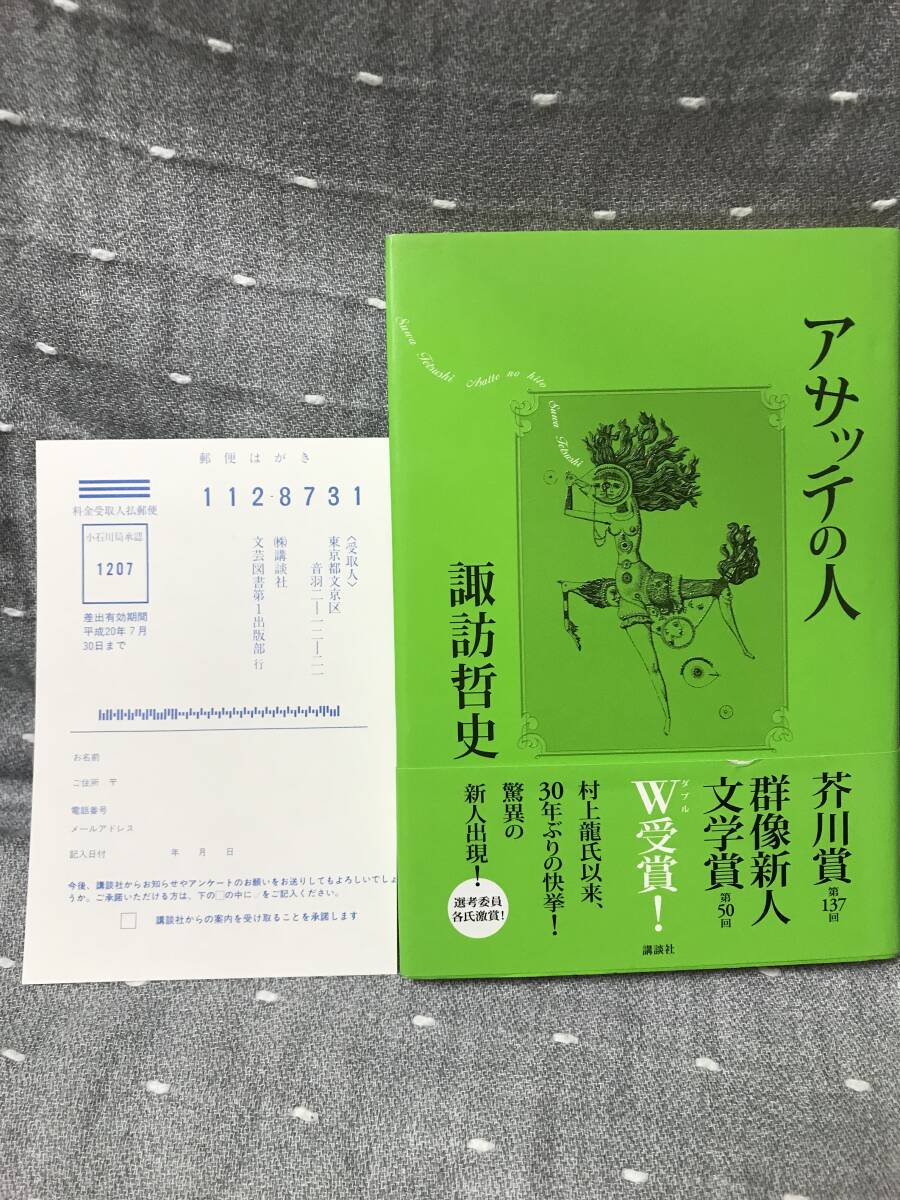 郵便はがき
112-8731
料金受取人払郵便
小石川局承認
1207
差出有効期間
平成20年7月
30日まで
〈受取人〉
東京都文京区
音羽二―一二―二一
㈱講談社
文芸図書第1出版部 行
お名前
ご住所 〒
電話番号
メールアドレス
記入日付 年 月 日
今後、講談社からお知らせやアンケートのお願いをお送りしてもよろしいでしょ
うか。ご承諾いただける方は、下の□の中に○をご記入ください。
講談社からの案内を受け取ることを承諾します
アサッテの人
Suwa Tetsushi Asatte no hito
Suwa Tetsushi
諏訪哲史
芥川賞 第137回
群像新人
文学賞 第50回
ダブル
W受賞！
村上龍氏以来、
30年ぶりの快挙！
驚異の
新人出現！
選考委員
各氏激賞！
講談社